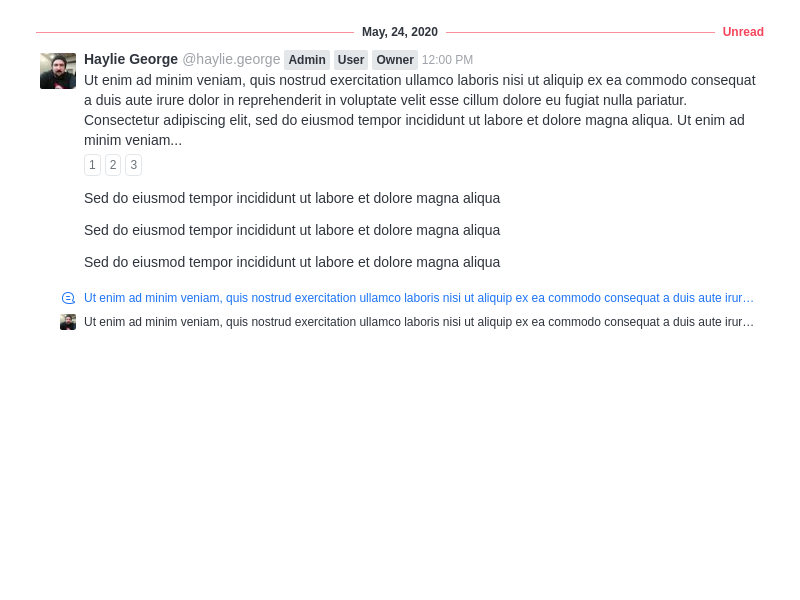 May, 24, 2020 Unread
Haylie George @haylie.george Admin User Owner 12:00 PM
Ut enim ad minim veniam, quis nostrud exercitation ullamco laboris nisi ut aliquip ex ea commodo consequat
a duis aute irure dolor in reprehenderit in voluptate velit esse cillum dolore eu fugiat nulla pariatur.
Consectetur adipiscing elit, sed do eiusmod tempor incididunt ut labore et dolore magna aliqua. Ut enim ad
minim veniam...
1 2 3
Sed do eiusmod tempor incididunt ut labore et dolore magna aliqua
Sed do eiusmod tempor incididunt ut labore et dolore magna aliqua
Sed do eiusmod tempor incididunt ut labore et dolore magna aliqua
Ut enim ad minim veniam, quis nostrud exercitation ullamco laboris nisi ut aliquip ex ea commodo consequat a duis aute irur…
Ut enim ad minim veniam, quis nostrud exercitation ullamco laboris nisi ut aliquip ex ea commodo consequat a duis aute irur…